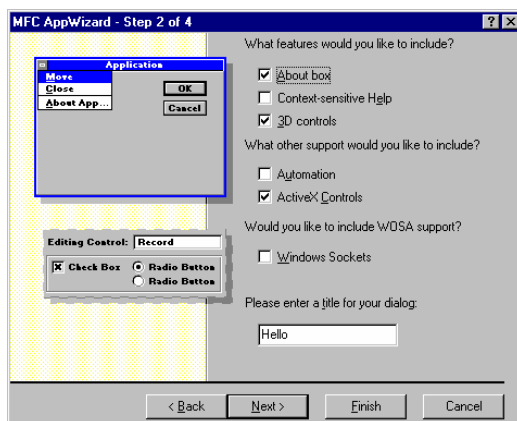 MFC AppWizard - Step 2 of 4
Application
Move
Close
About App...
OK
Cancel
Editing Control: Record
Check Box
Radio Button
Radio Button
What features would you like to include?
About box
Context-sensitive Help
3D controls
What other support would you like to include?
Automation
ActiveX Controls
Would you like to include WOSA support?
Windows Sockets
Please enter a title for your dialog:
Hello
< Back
Next >
Finish
Cancel